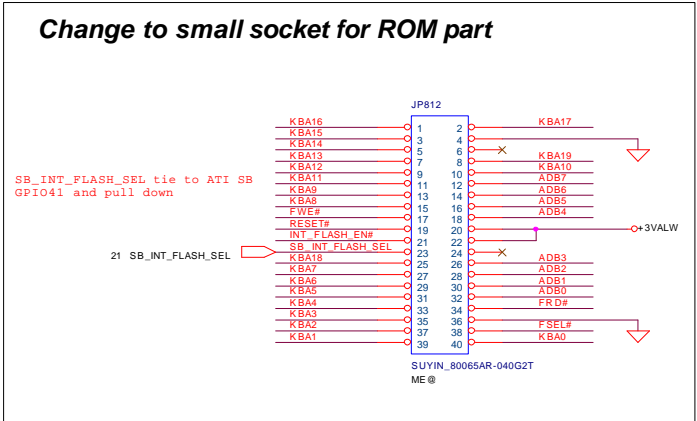 Change to small socket for ROM part
JP812
KBA16 1 2 KBA17
KBA15 3 4
KBA14 5 6
KBA13 7 8 KBA19
KBA12 9 10 KBA10
KBA11 11 12 ADB7
KBA9 13 14 ADB6
KBA8 15 16 ADB5
FWE# 17 18 ADB4
RESET# 19 20 +3VALW
INT_FLASH_EN# 21 22
21 SB_INT_FLASH_SEL SB_INT_FLASH_SEL 23 24
KBA18 25 26 ADB3
KBA7 27 28 ADB2
KBA6 29 30 ADB1
KBA5 31 32 ADB0
KBA4 33 34 FRD#
KBA3 35 36
KBA2 37 38 FSEL#
KBA1 39 40 KBA0
SB_INT_FLASH_SEL tie to ATI SB
GPIO41 and pull down
SUYIN_80065AR-040G2T
ME@